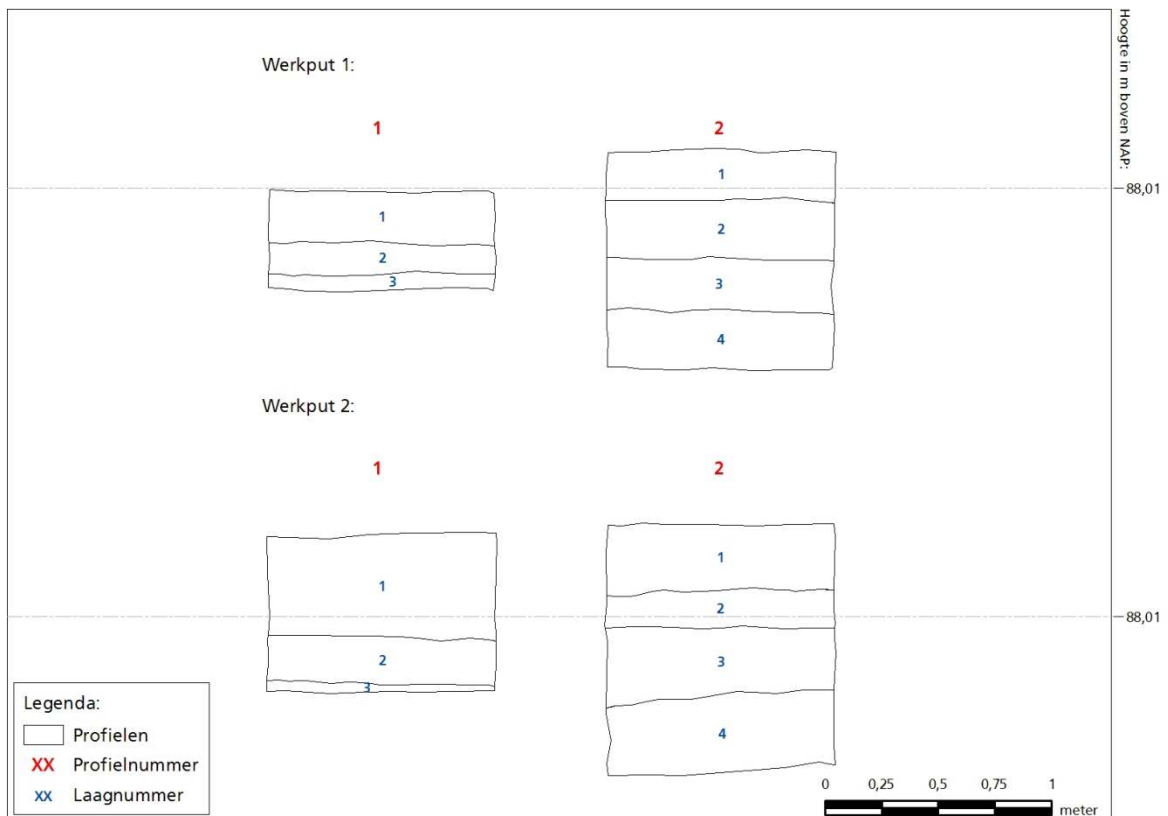 Hoogte in m boven NAP:
Werkput 1:
1
2
88,01
1
2
3
1
2
3
4
Werkput 2:
1
2
88,01
1
2
3
1
2
3
4
Legenda:
Profielen
XX Profielnummer
xx Laagnummer
0 0,25 0,5 0,75 1
meter